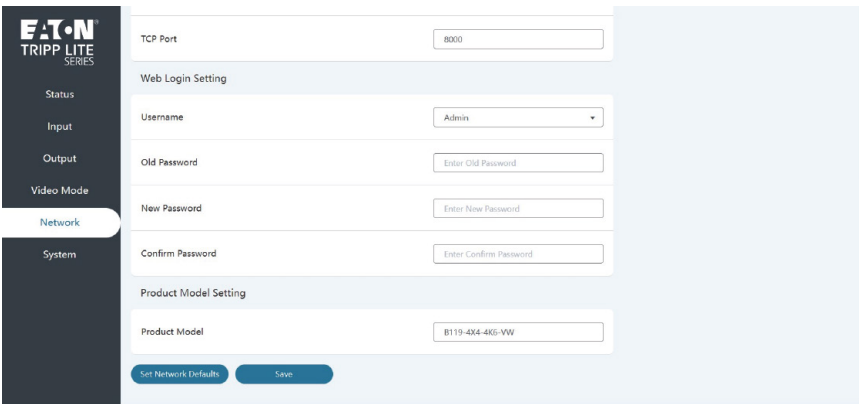 EATON
TRIPP LITE
SERIES
Status
Input
Output
Video Mode
Network
System
TCP Port
8000
Web Login Setting
Username
Admin
Old Password
Enter Old Password
New Password
Enter New Password
Confirm Password
Enter Confirm Password
Product Model Setting
Product Model
B119-4X4-4K6-VW
Set Network Defaults
Save